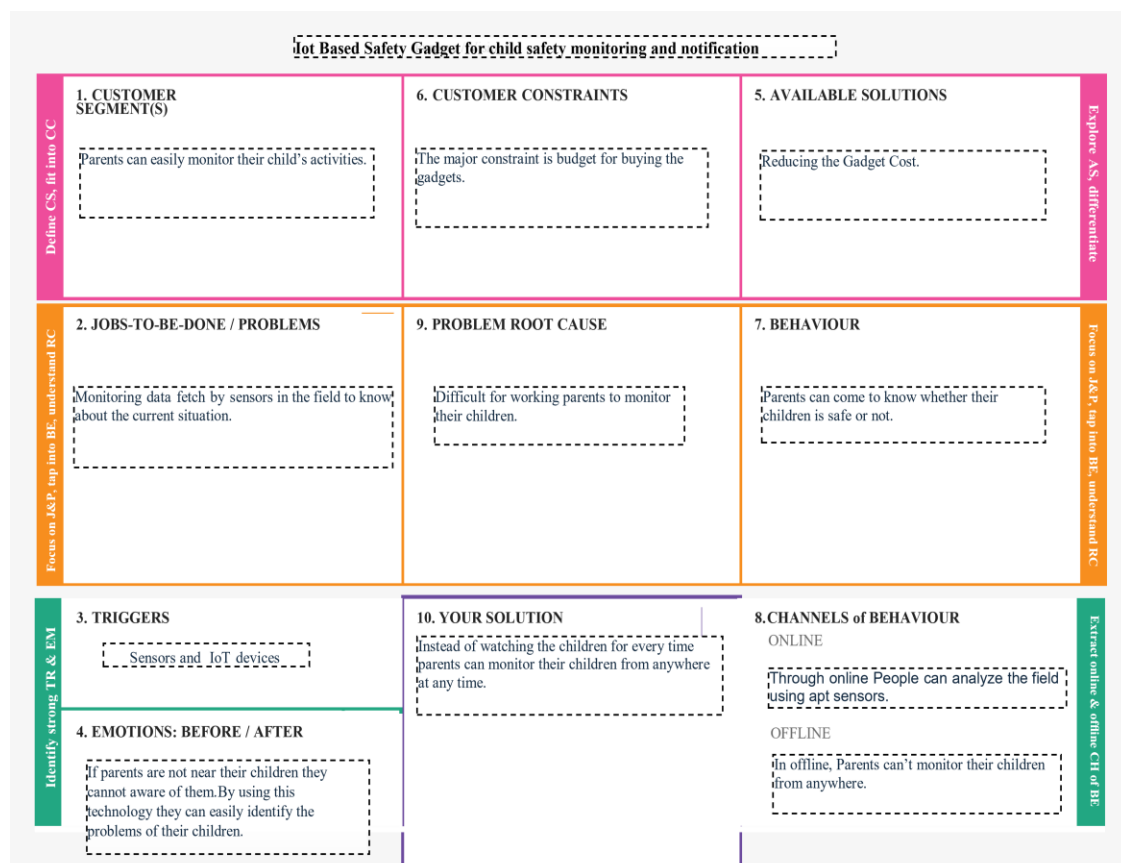 Iot Based Safety Gadget for child safety monitoring and notification
Define CS, fit into CC
1. CUSTOMER
SEGMENT(S)
Parents can easily monitor their child's activities.
6. CUSTOMER CONSTRAINTS
The major constraint is budget for buying the
gadgets.
5. AVAILABLE SOLUTIONS
Reducing the Gadget Cost.
Explore AS, differentiate
Focus on J&P, tap into BE, understand RC
2. JOBS-TO-BE-DONE / PROBLEMS
Monitoring data fetch by sensors in the field to know
about the current situation.
9. PROBLEM ROOT CAUSE
Difficult for working parents to monitor
their children.
7. BEHAVIOUR
Parents can come to know whether their
children is safe or not.
Focus on J&P, tap into BE, understand RC
Identify strong TR & EM
3. TRIGGERS
Sensors and IoT devices
4. EMOTIONS: BEFORE / AFTER
If parents are not near their children they
cannot aware of them.By using this
technology they can easily identify the
problems of their children.
10. YOUR SOLUTION
Instead of watching the children for every time
parents can monitor their children from anywhere
at any time.
8.CHANNELS of BEHAVIOUR
ONLINE
Through online People can analyze the field
using apt sensors.
OFFLINE
In offline, Parents can't monitor their children
from anywhere.
Extract online & offline CH of BE